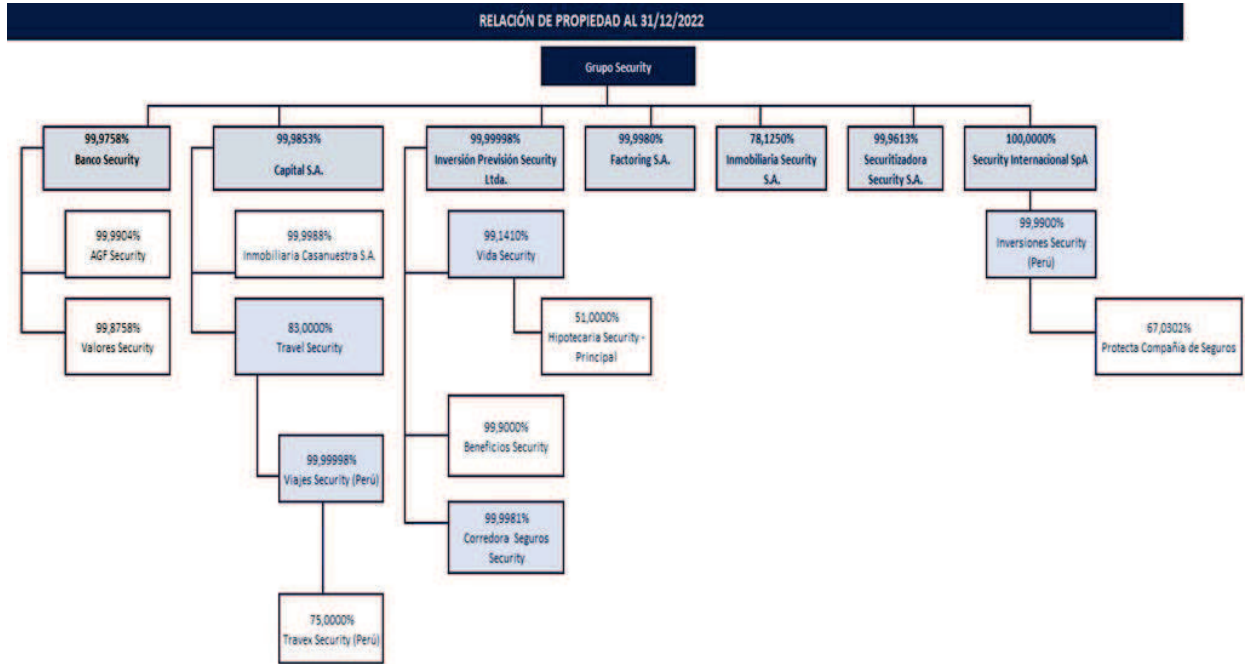 RELACIÓN DE PROPIEDAD AL 31/12/2022
Grupo Security
99,9758%
Banco Security
99,9853%
Capital S.A.
99,99998%
Inversión Previsión Security
Ltda.
99,9980%
Factoring S.A.
78,1250%
Inmobiliaria Security
S.A.
99,9613%
Securitizadora
Security S.A.
100,0000%
Security Internacional SpA
99,9904%
AGF Security
99,9988%
Inmobiliaria Casanuestra S.A.
99,1410%
Vida Security
99,9900%
Inversiones Security
(Perú)
99,8758%
Valores Security
83,0000%
Travel Security
51,0000%
Hipotecaria Security -
Principal
67,0302%
Protecta Compañia de Seguros
99,99998%
Viajes Security (Perú)
99,9000%
Beneficios Security
99,9981%
Corredora Seguros
Security
75,0000%
Travex Security (Perú)